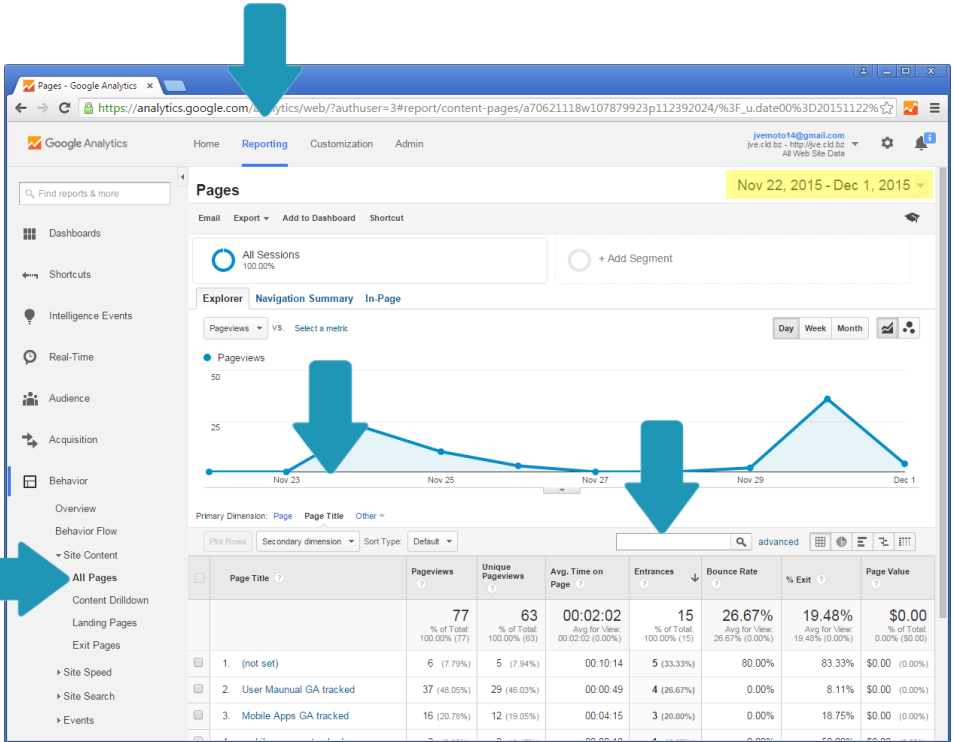 Pages - Google Analytics
https://analytics.google.com/analytics/web/?authuser=3#report/content-pages/a70621118w107879923p112392024/%3F_u.date00%3D20151122%
Google Analytics
Home Reporting Customization Admin
jvemoto14@gmail.com
jve.cld.bz - http://jve.cld.bz
All Web Site Data
Find reports & more
Pages
Nov 22, 2015 - Dec 1, 2015
Email Export Add to Dashboard Shortcut
Dashboards
All Sessions
100.00%
+ Add Segment
Shortcuts
Explorer Navigation Summary In-Page
Intelligence Events
Pageviews VS. Select a metric
Day Week Month
Real-Time
Pageviews
50
Audience
25
Acquisition
Behavior
Nov 23 Nov 25 Nov 27 Nov 29 Dec 1
Overview
Primary Dimension: Page Page Title Other
Behavior Flow
Plot Rows Secondary dimension Sort Type: Default advanced
Site Content
All Pages
Content Drilldown
Landing Pages
Exit Pages
Site Speed
Site Search
Events
Page Title ? Pageviews ? Unique Pageviews ? Avg. Time on Page ? Entrances ? Bounce Rate ? % Exit ? Page Value ?
77 63 00:02:02 15 26.67% 19.48% $0.00
% of Total: % of Total: Avg for View: % of Total: Avg for View: Avg for View: % of Total:
100.00% (77) 100.00% (63) 00:02:02 (0.00%) 100.00% (15) 26.67% (0.00%) 19.48% (0.00%) 0.00% ($0.00)
1. (not set) 6 (7.79%) 5 (7.94%) 00:10:14 5 (33.33%) 80.00% 83.33% $0.00 (0.00%)
2. User Maunual GA tracked 37 (48.05%) 29 (46.03%) 00:00:49 4 (26.67%) 0.00% 8.11% $0.00 (0.00%)
3. Mobile Apps GA tracked 16 (20.78%) 12 (19.05%) 00:04:15 3 (20.00%) 0.00% 18.75% $0.00 (0.00%)